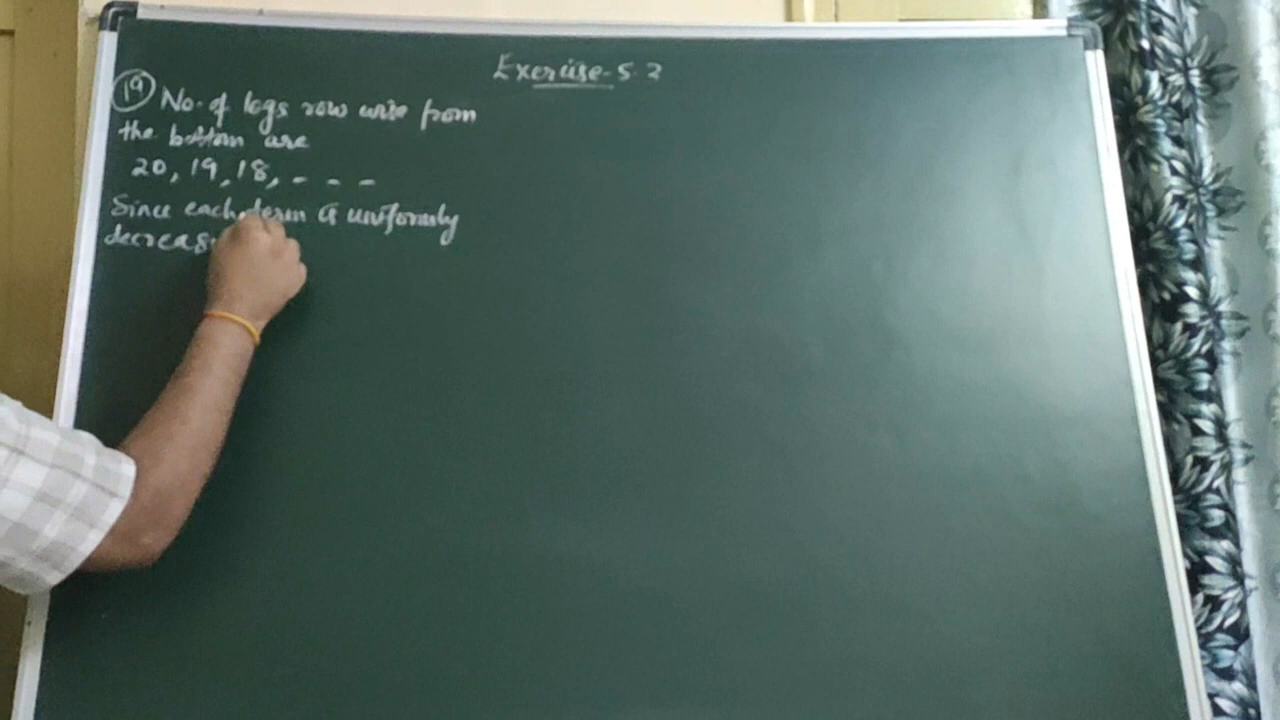 Exercise-5.3
19 No. of logs row wise from
the bottom are
20, 19, 18, - - -
Since each term is uniformly
decreas